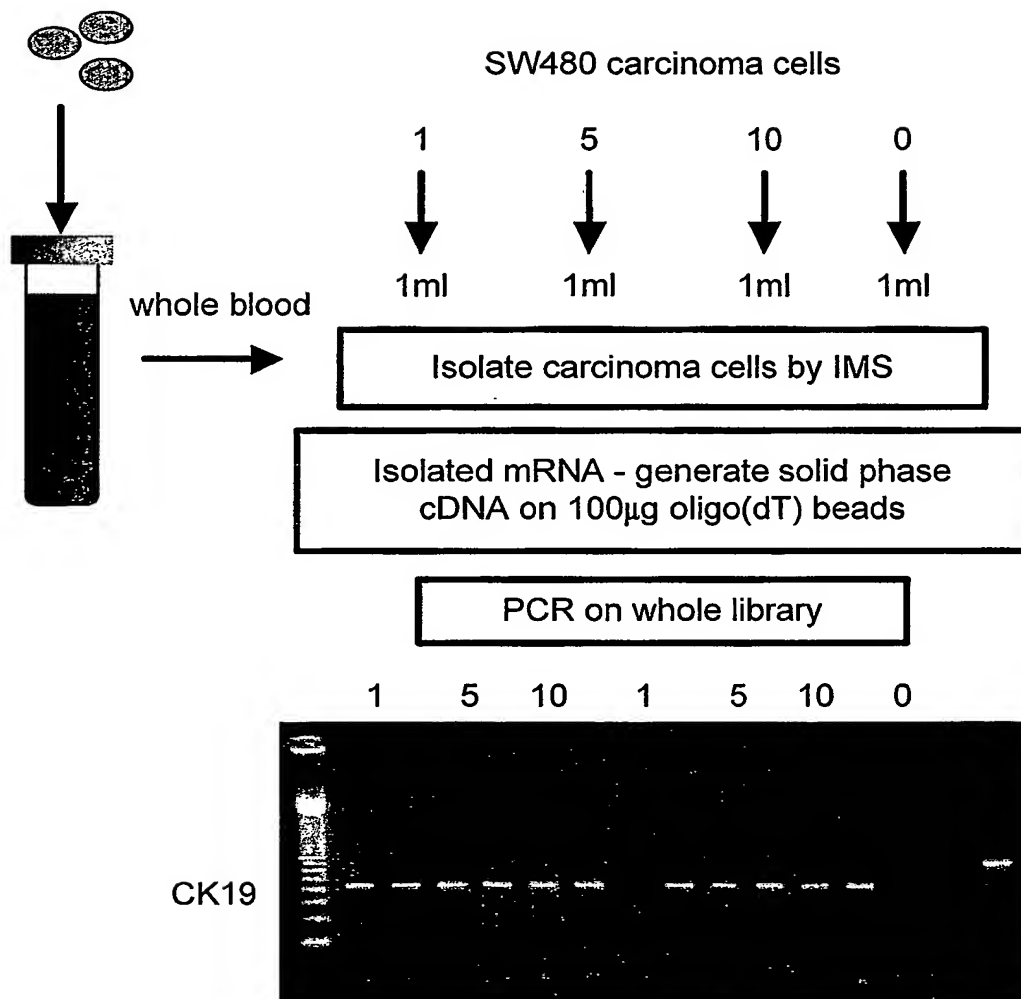 SW480 carcinoma cells
1 5 10 0
1ml 1ml 1ml 1ml
whole blood
Isolate carcinoma cells by IMS
Isolated mRNA - generate solid phase
cDNA on 100µg oligo(dT) beads
PCR on whole library
1 5 10 1 5 10 0
CK19